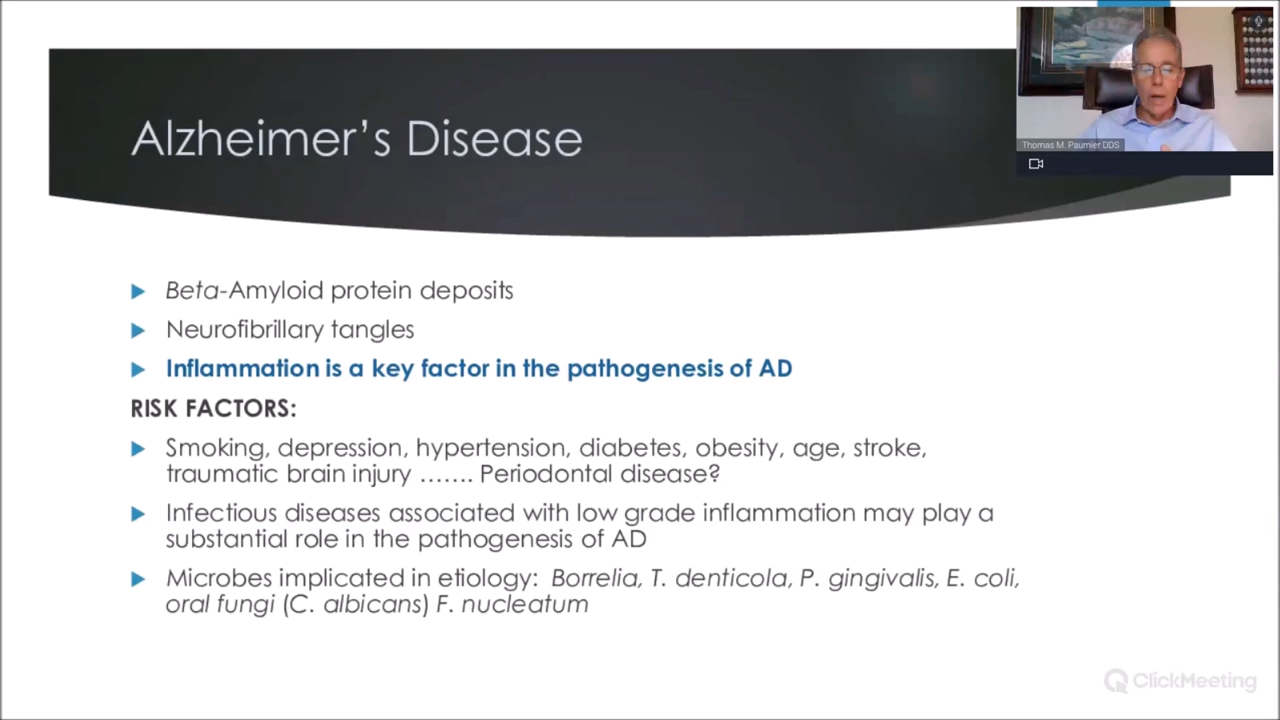 Alzheimer's Disease
Thomas M. Paumier DDS
Beta-Amyloid protein deposits
Neurofibrillary tangles
Inflammation is a key factor in the pathogenesis of AD
RISK FACTORS:
Smoking, depression, hypertension, diabetes, obesity, age, stroke,
traumatic brain injury ....... Periodontal disease?
Infectious diseases associated with low grade inflammation may play a
substantial role in the pathogenesis of AD
Microbes implicated in etiology: Borrelia, T. denticola, P. gingivalis, E. coli,
oral fungi (C. albicans) F. nucleatum
ClickMeeting